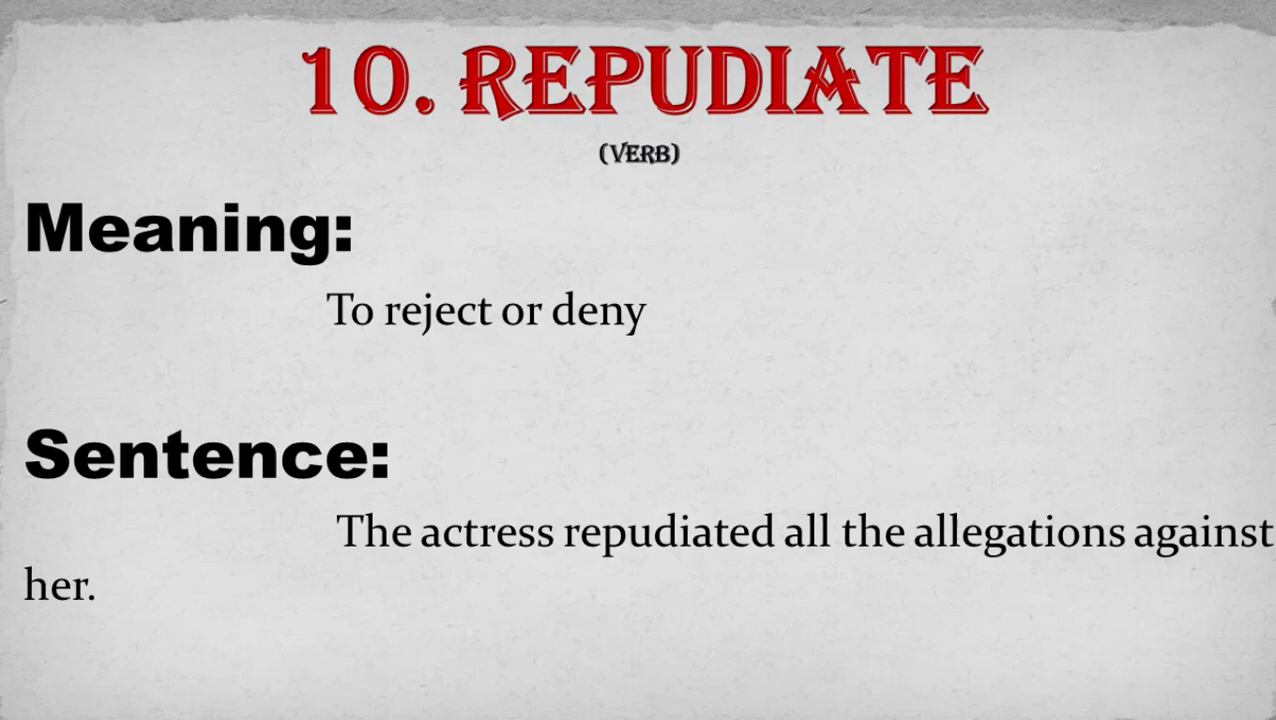 10. REPUDIATE
(VERB)
Meaning:
To reject or deny
Sentence:
The actress repudiated all the allegations against
her.